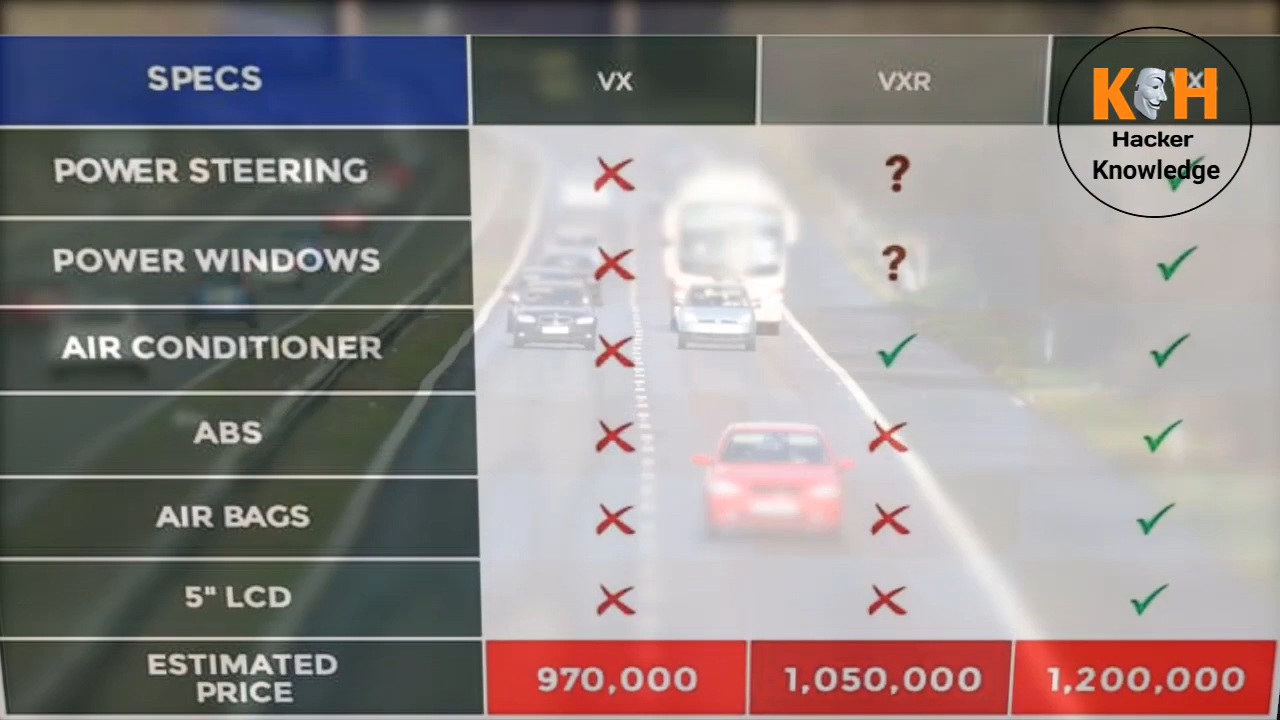 SPECS VX VXR
K H
Hacker
Knowledge
POWER STEERING ?
POWER WINDOWS ?
AIR CONDITIONER
ABS
AIR BAGS
5" LCD
ESTIMATED
PRICE
970,000 1,050,000 1,200,000